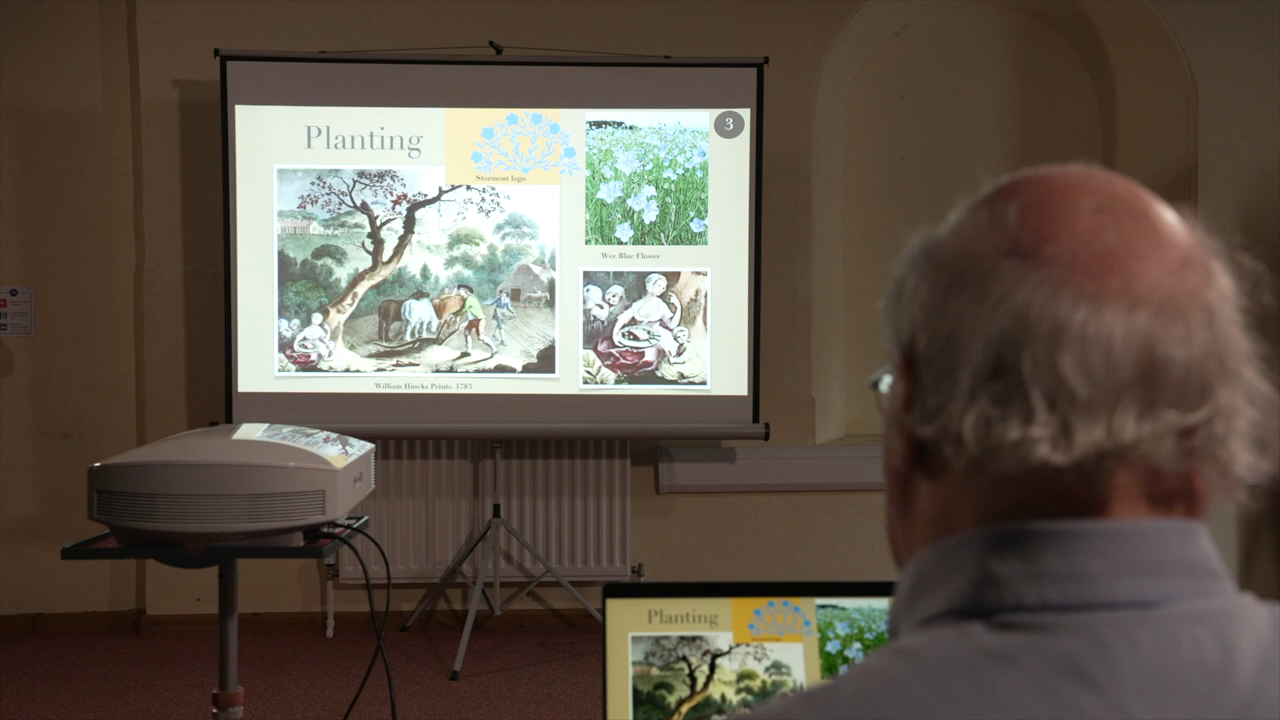 Planting
Stormont logo
3
Wee Blue Flower
William Hincks Prints. 1783
Planting